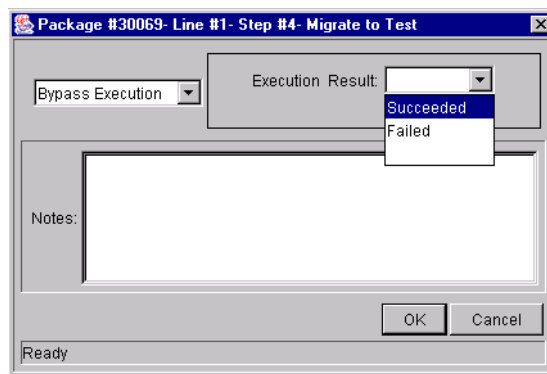 Package #30069- Line #1- Step #4- Migrate to Test
Bypass Execution
Execution Result:
Succeeded
Failed
Notes:
OK
Cancel
Ready